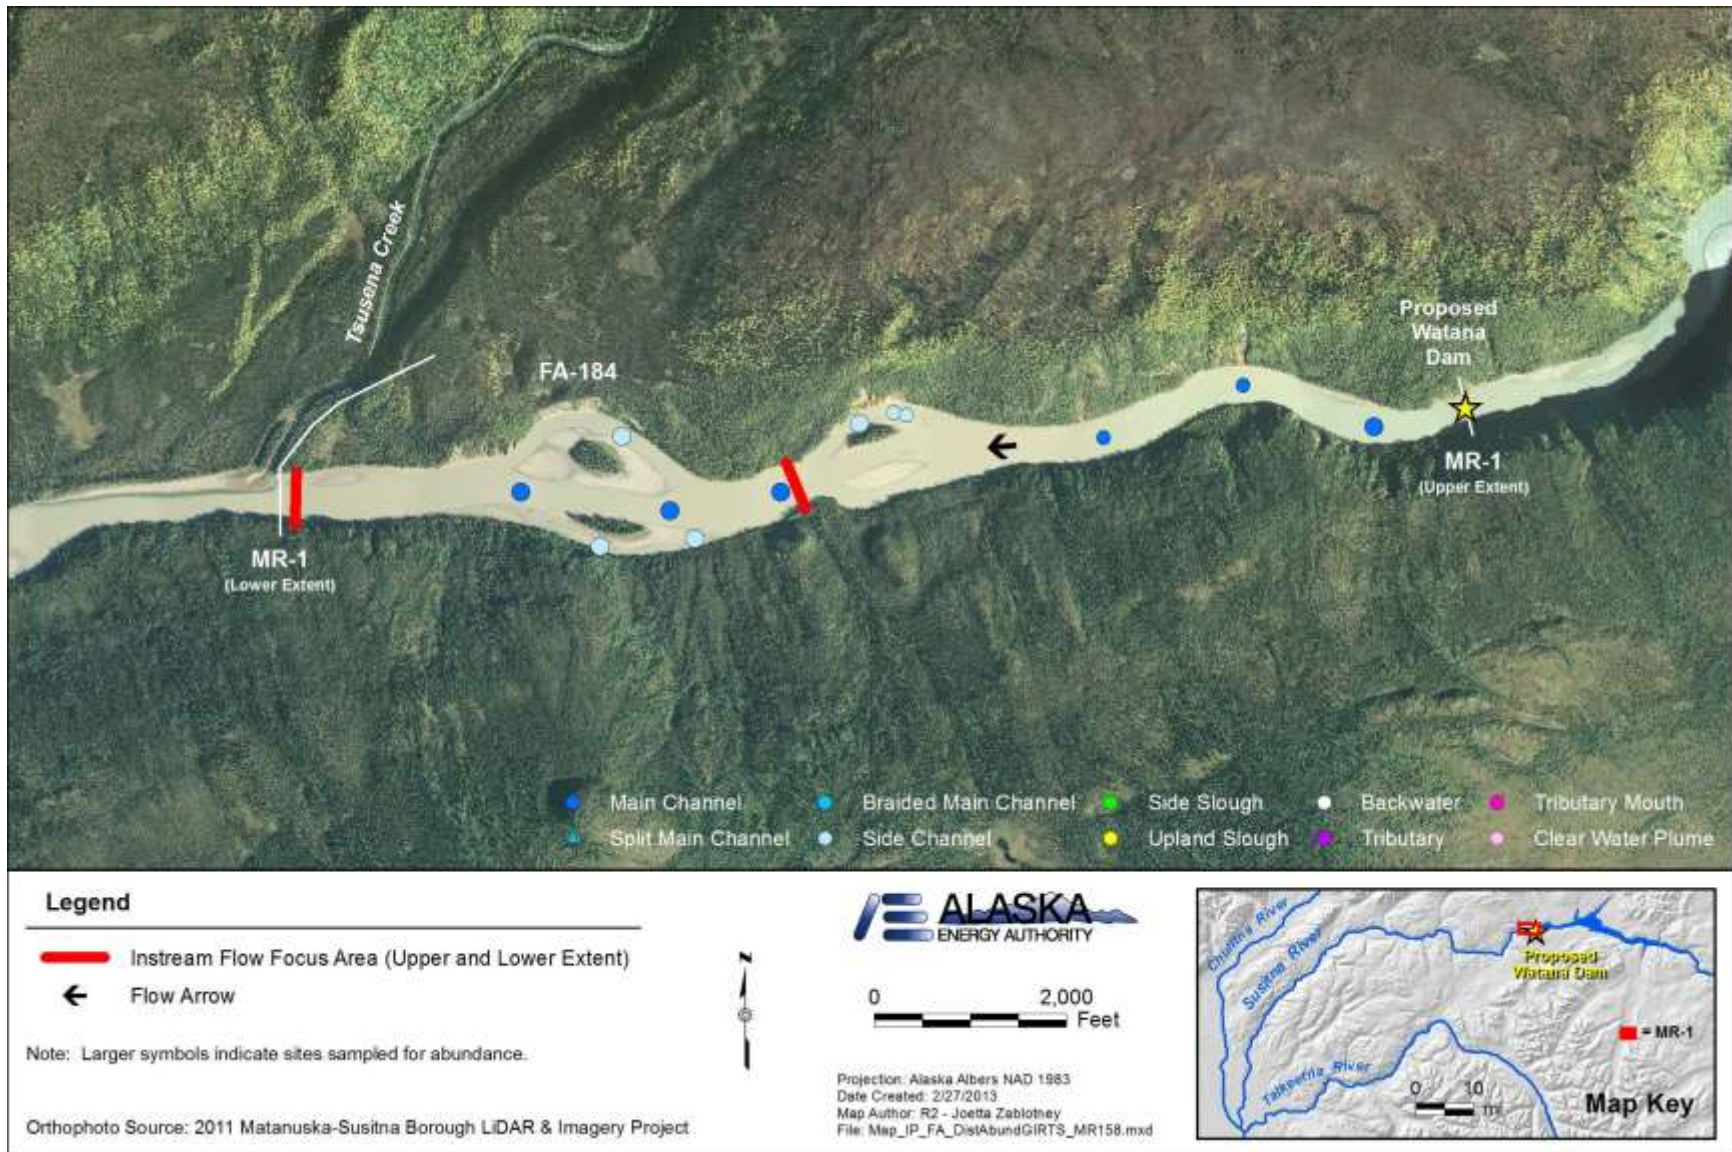 Tsusena Creek
FA-184
Proposed
Watana
Dam
MR-1
(Upper Extent)
MR-1
(Lower Extent)
Main Channel
Braided Main Channel
Side Slough
Backwater
Tributary Mouth
Split Main Channel
Side Channel
Upland Slough
Tributary
Clear Water Plume
Legend
Instream Flow Focus Area (Upper and Lower Extent)
Flow Arrow
Note: Larger symbols indicate sites sampled for abundance.
Orthophoto Source: 2011 Matanuska-Susitna Borough LiDAR & Imagery Project
N
ALASKA
ENERGY AUTHORITY
0 2,000
Feet
Projection: Alaska Albers NAD 1983
Date Created: 2/27/2013
Map Author: R2 - Joetta Zablotney
File: Map_IP_FA_DistAbundGIRTS_MR158.mxd
Chulitna River
Susitna River
Talkeetna River
Proposed
Watana Dam
= MR-1
0 10
mi
Map Key